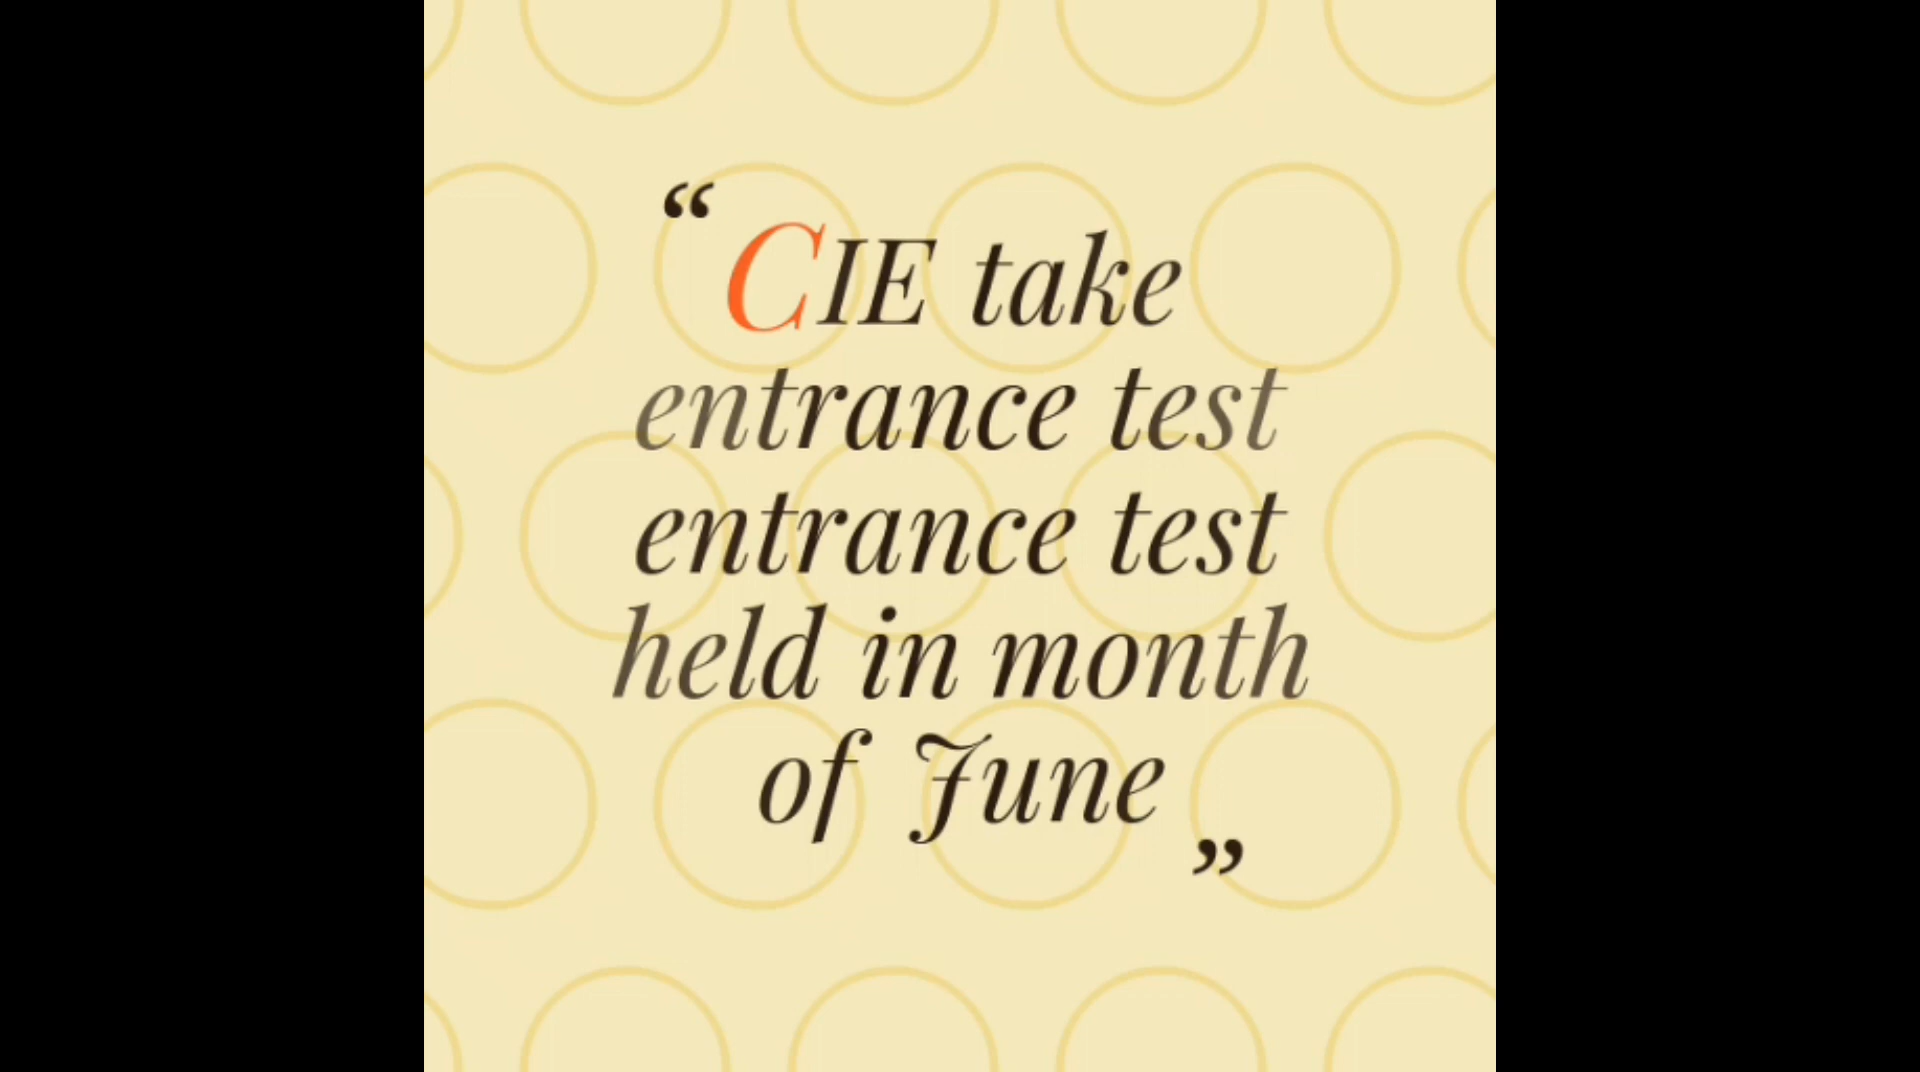 “CIE take
entrance test
entrance test
held in month
of June”